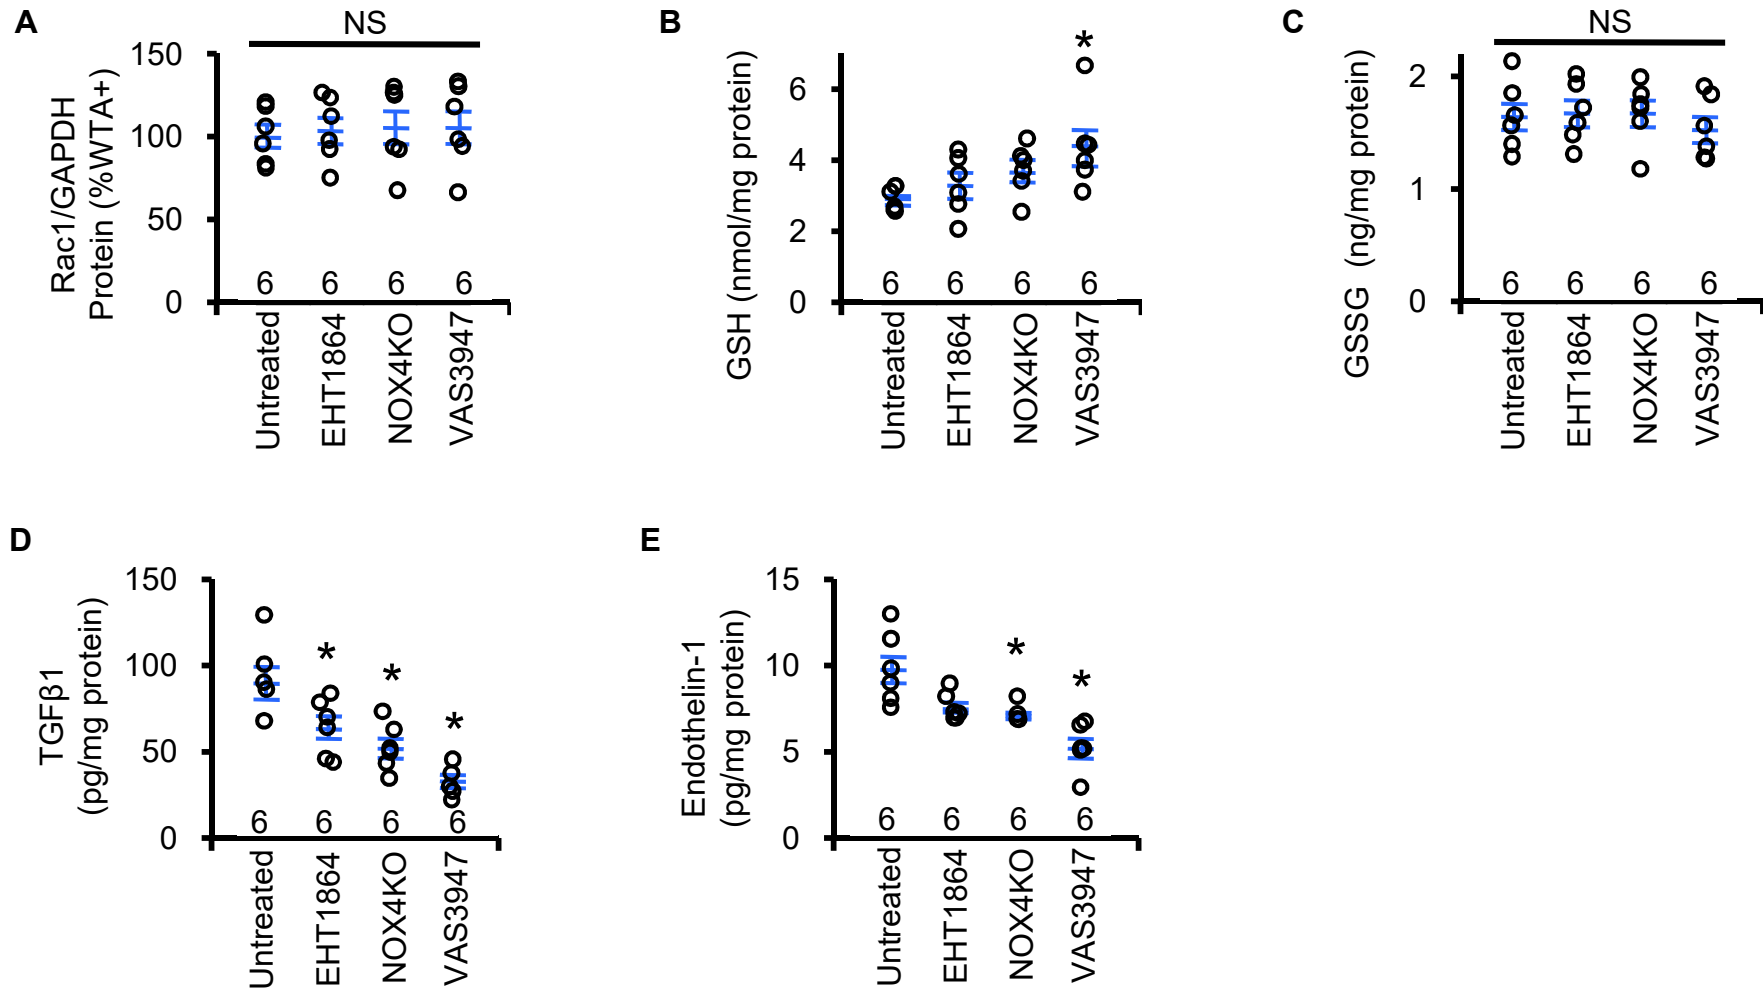 A
NS
Rac1/GAPDH
Protein (%WTA+)
150
100
50
0
6 6 6 6
Untreated
EHT1864
NOX4KO
VAS3947
B
*
GSH (nmol/mg protein)
6
4
2
0
6 6 6 6
Untreated
EHT1864
NOX4KO
VAS3947
C
NS
GSSG (ng/mg protein)
2
1
0
6 6 6 6
Untreated
EHT1864
NOX4KO
VAS3947
D
TGFβ1
(pg/mg protein)
150
100
50
0
* * *
6 6 6 6
Untreated
EHT1864
NOX4KO
VAS3947
E
Endothelin-1
(pg/mg protein)
15
10
5
0
* *
6 6 6 6
Untreated
EHT1864
NOX4KO
VAS3947